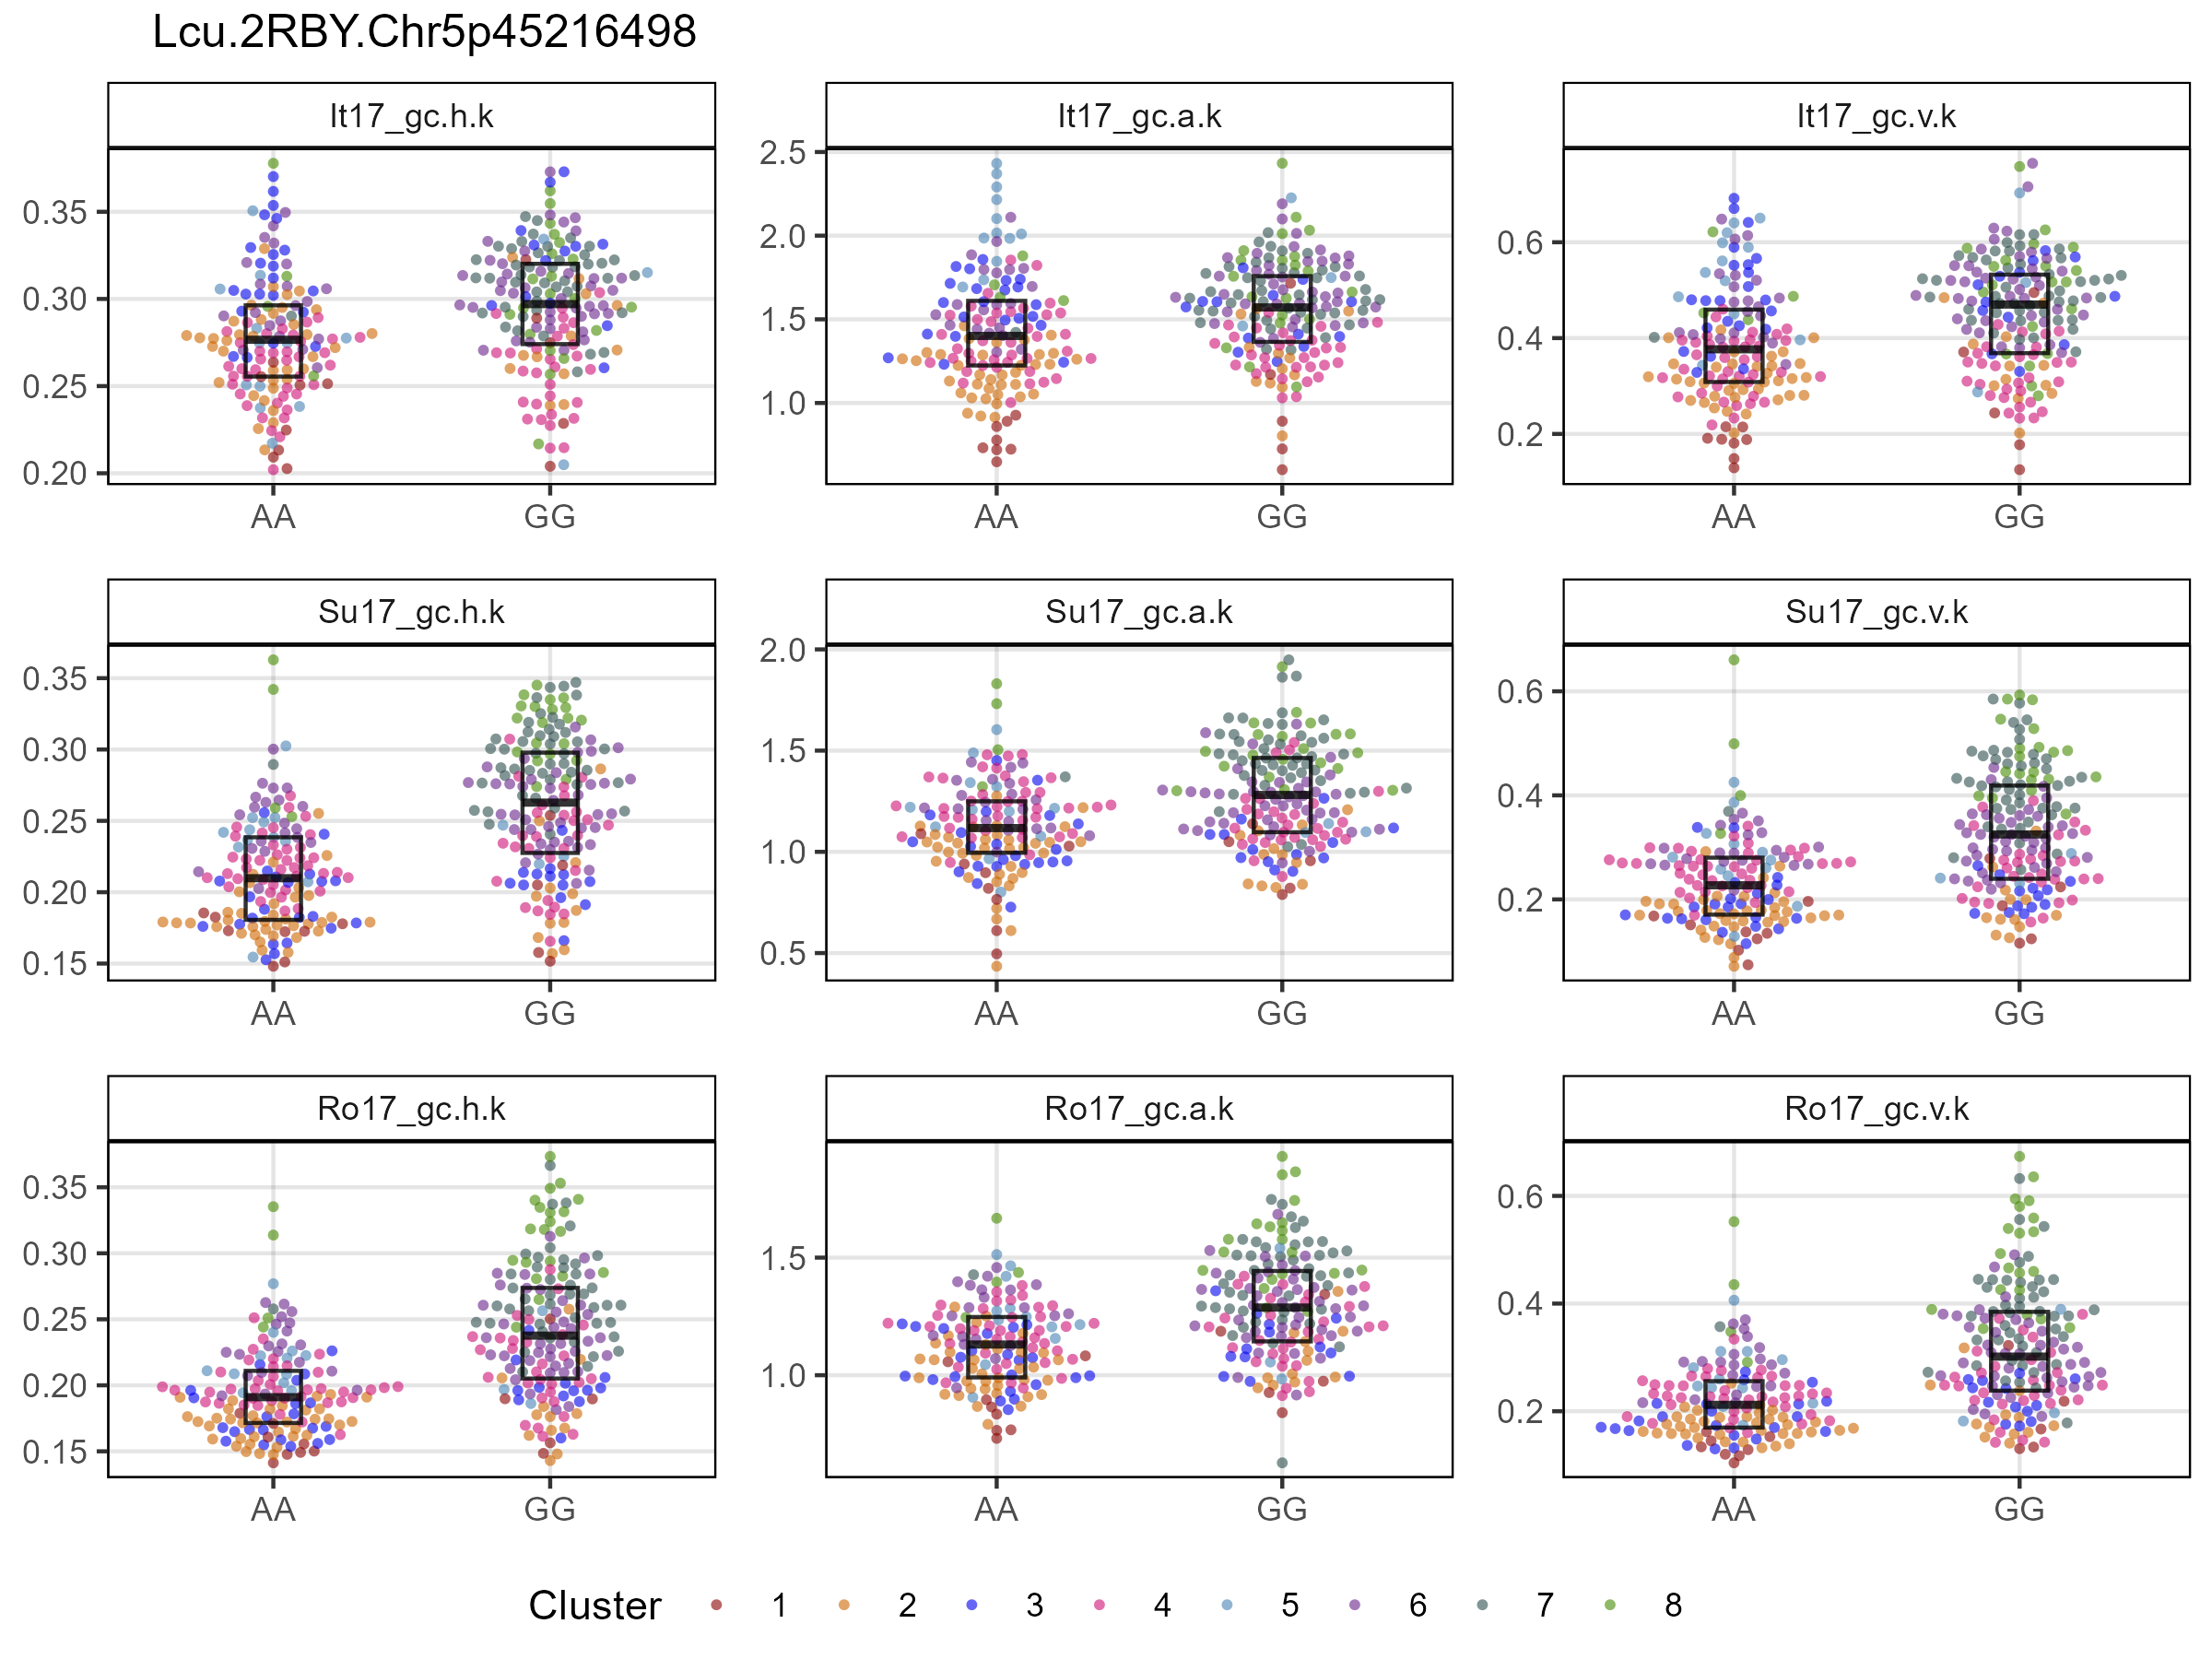 Lcu.2RBY.Chr5p45216498
It17_gc.h.k
It17_gc.a.k
It17_gc.v.k
0.35
0.30
0.25
0.20
AA
GG
2.5
2.0
1.5
1.0
AA
GG
0.6
0.4
0.2
AA
GG
Su17_gc.h.k
Su17_gc.a.k
Su17_gc.v.k
0.35
0.30
0.25
0.20
0.15
AA
GG
2.0
1.5
1.0
0.5
AA
GG
0.6
0.4
0.2
AA
GG
Ro17_gc.h.k
Ro17_gc.a.k
Ro17_gc.v.k
0.35
0.30
0.25
0.20
0.15
AA
GG
1.5
1.0
AA
GG
0.6
0.4
0.2
AA
GG
Cluster 1 2 3 4 5 6 7 8